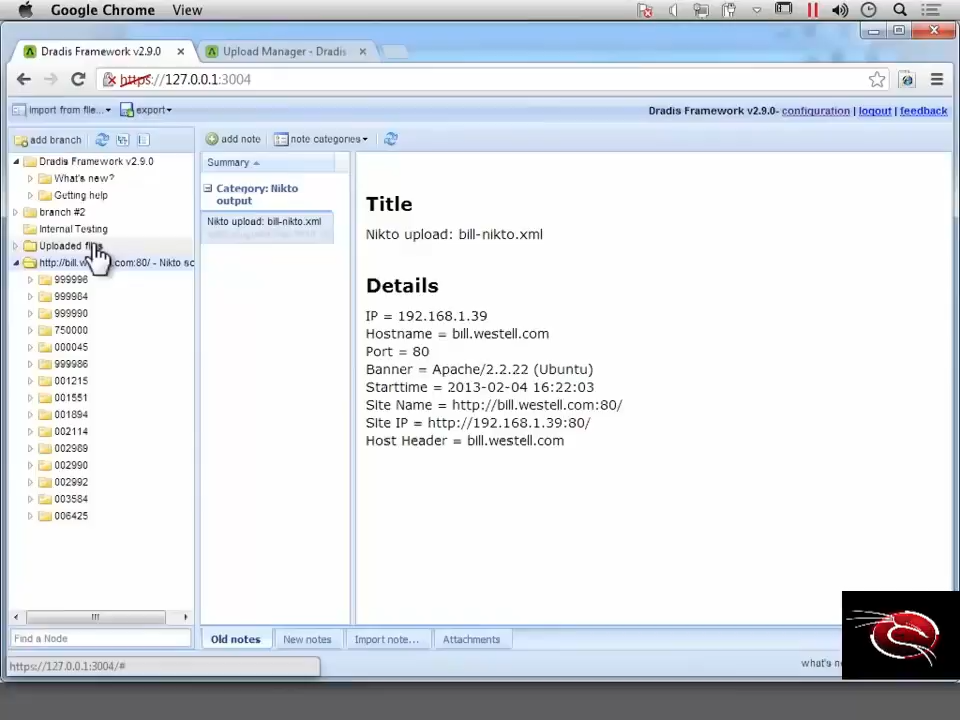 Google Chrome View
Dradis Framework v2.9.0
Upload Manager - Dradis
https://127.0.0.1:3004
Import from file...
export
Dradis Framework v2.9.0- configuration | logout | feedback
add branch
add note
note categories
Dradis Framework v2.9.0
What's new?
Getting help
branch #2
Internal Testing
Uploaded
http://bill.w
om:80/ - Nikto sc
999996
999984
999990
750000
000045
999986
001215
001551
001894
002114
002989
002990
002992
003584
006425
Find a Node
https://127.0.0.1:3004/#
Summary
Category: Nikto
output
Nikto upload: bill-nikto.xml
Title
Nikto upload: bill-nikto.xml
Details
IP = 192.168.1.39
Hostname = bill.westell.com
Port = 80
Banner = Apache/2.2.22 (Ubuntu)
Starttime = 2013-02-04 16:22:03
Site Name = http://bill.westell.com:80/
Site IP = http://192.168.1.39:80/
Host Header = bill.westell.com
Old notes
New notes
Import note...
Attachments
what's n